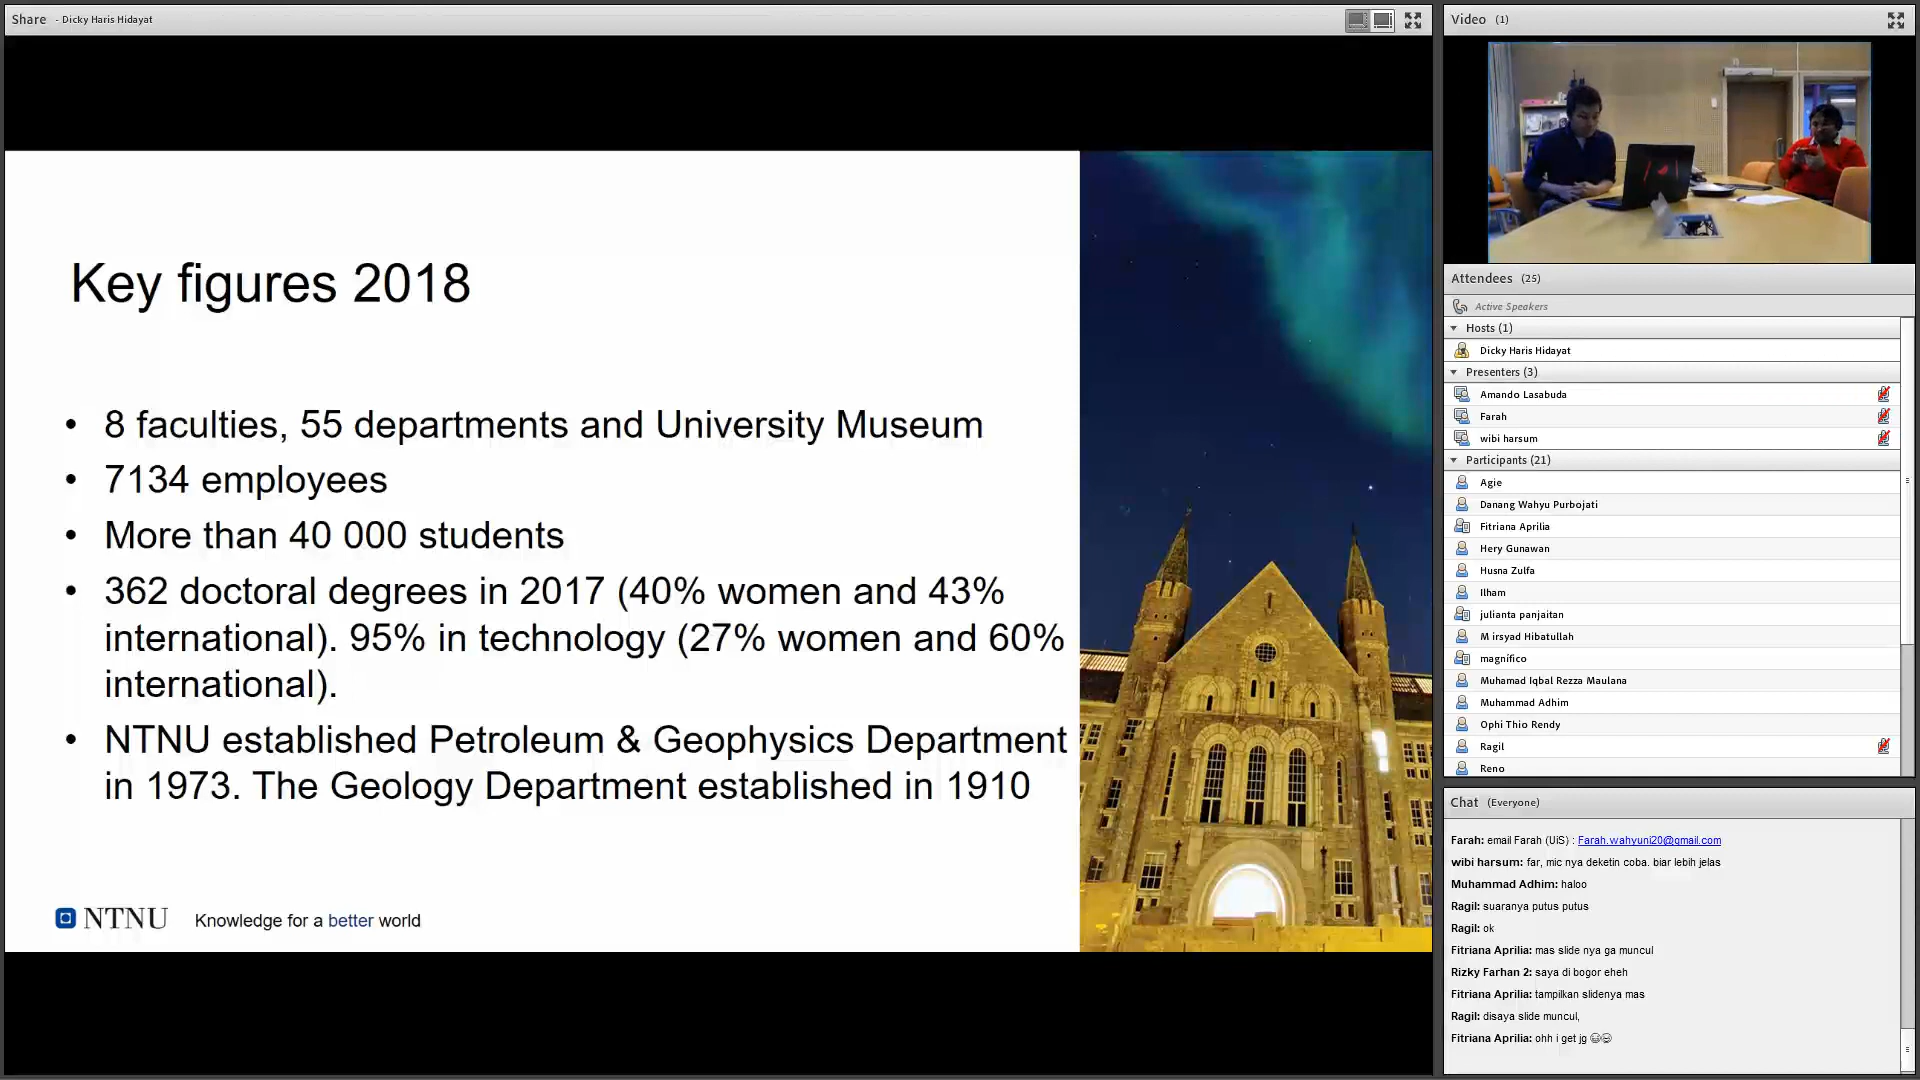 Share - Dicky Haris Hidayat
Key figures 2018
• 8 faculties, 55 departments and University Museum
• 7134 employees
• More than 40 000 students
• 362 doctoral degrees in 2017 (40% women and 43%
international). 95% in technology (27% women and 60%
international).
• NTNU established Petroleum & Geophysics Department
in 1973. The Geology Department established in 1910
NTNU Knowledge for a better world
Video (1)
Attendees (25)
Active Speakers
Hosts (1)
Dicky Haris Hidayat
Presenters (3)
Amando Lasabuda
Farah
wibi harsum
Participants (21)
Agie
Danang Wahyu Purbojati
Fitriana Aprilia
Hery Gunawan
Husna Zulfa
Ilham
julianta panjaitan
M irsyad Hibatullah
magnífico
Muhamad Iqbal Rezza Maulana
Muhammad Adhim
Ophi Thio Rendy
Ragil
Reno
Chat (Everyone)
Farah: email Farah (UiS) : Farah.wahyuni20@gmail.com
wibi harsum: far, mic nya deketin coba. biar lebih jelas
Muhammad Adhim: haloo
Ragil: suaranya putus putus
Ragil: ok
Fitriana Aprilia: mas slide nya ga muncul
Rizky Farhan 2: saya di bogor eheh
Fitriana Aprilia: tampilkan slidenya mas
Ragil: disaya slide muncul,
Fitriana Aprilia: ohh i get jg